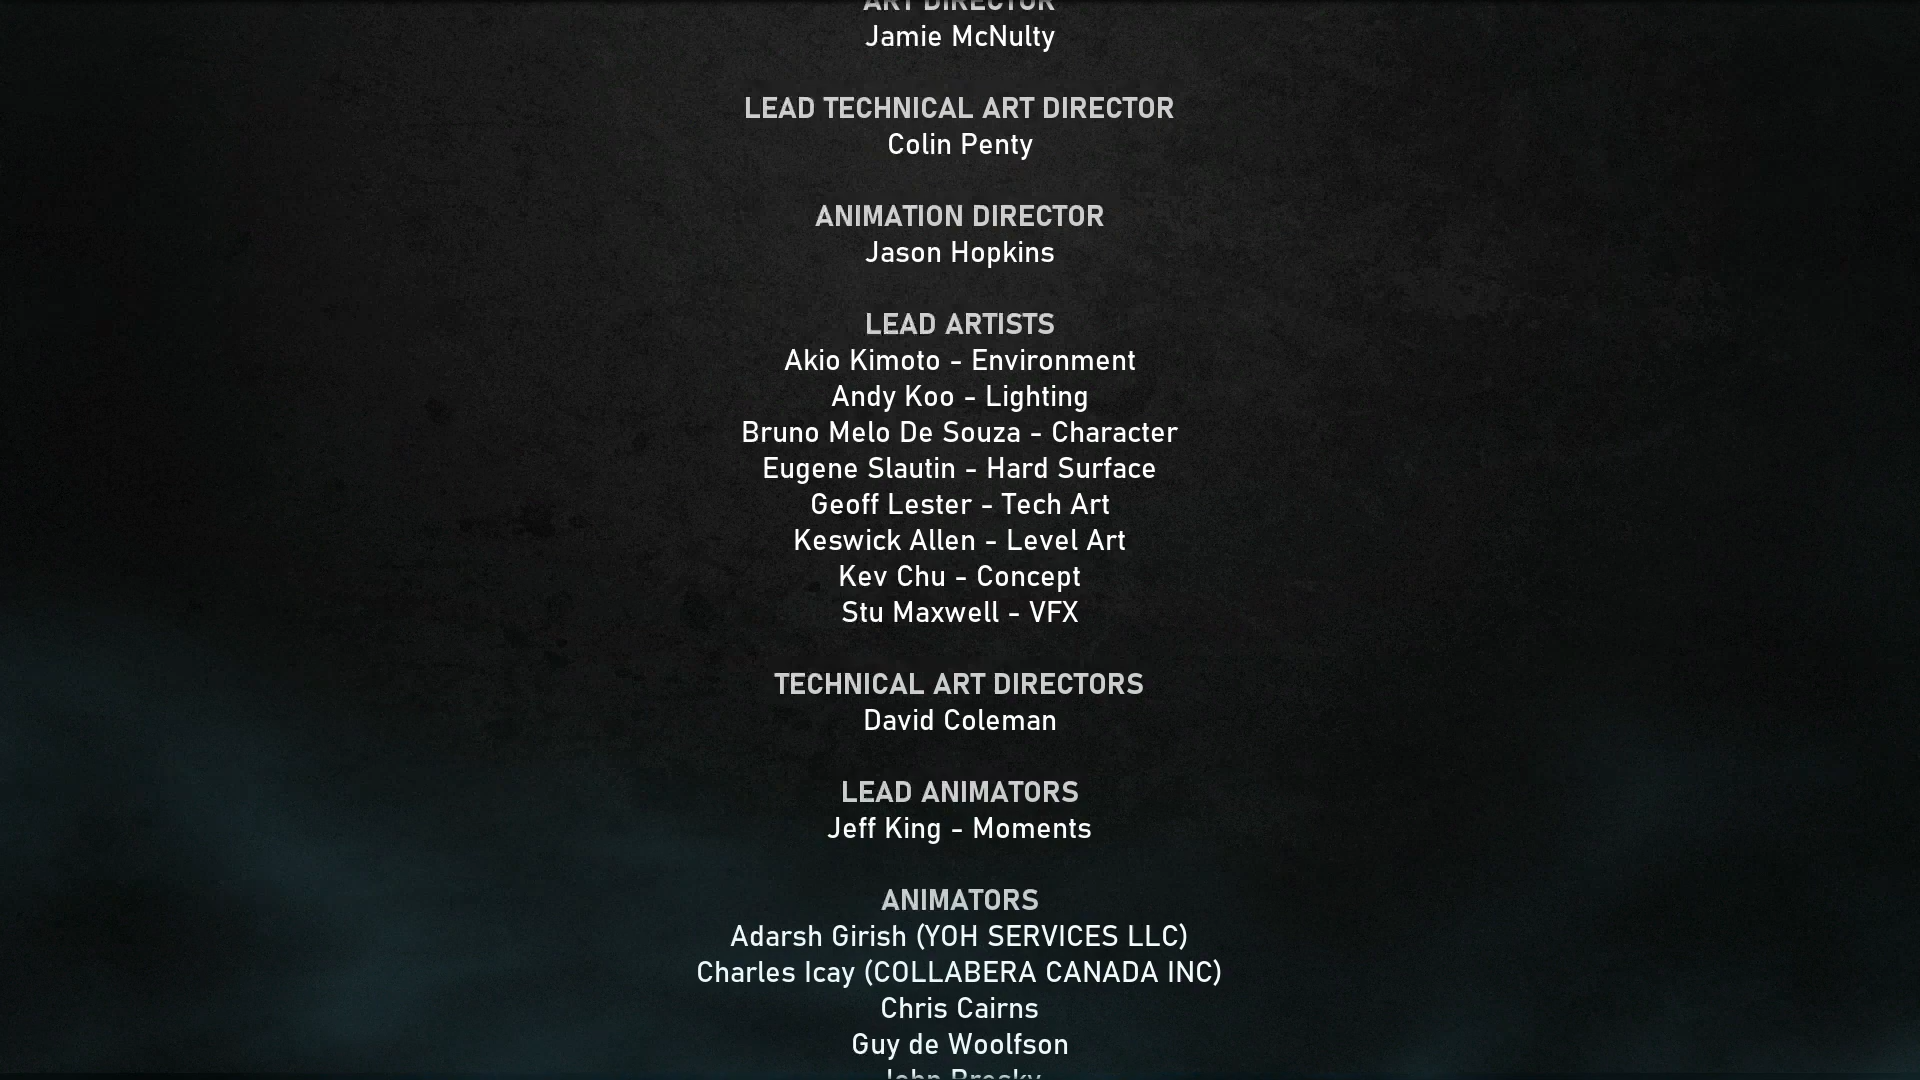 ART DIRECTOR
Jamie McNulty
LEAD TECHNICAL ART DIRECTOR
Colin Penty
ANIMATION DIRECTOR
Jason Hopkins
LEAD ARTISTS
Akio Kimoto - Environment
Andy Koo - Lighting
Bruno Melo De Souza - Character
Eugene Slautin - Hard Surface
Geoff Lester - Tech Art
Keswick Allen - Level Art
Kev Chu - Concept
Stu Maxwell - VFX
TECHNICAL ART DIRECTORS
David Coleman
LEAD ANIMATORS
Jeff King - Moments
ANIMATORS
Adarsh Girish (YOH SERVICES LLC)
Charles Icay (COLLABERA CANADA INC)
Chris Cairns
Guy de Woolfson
John